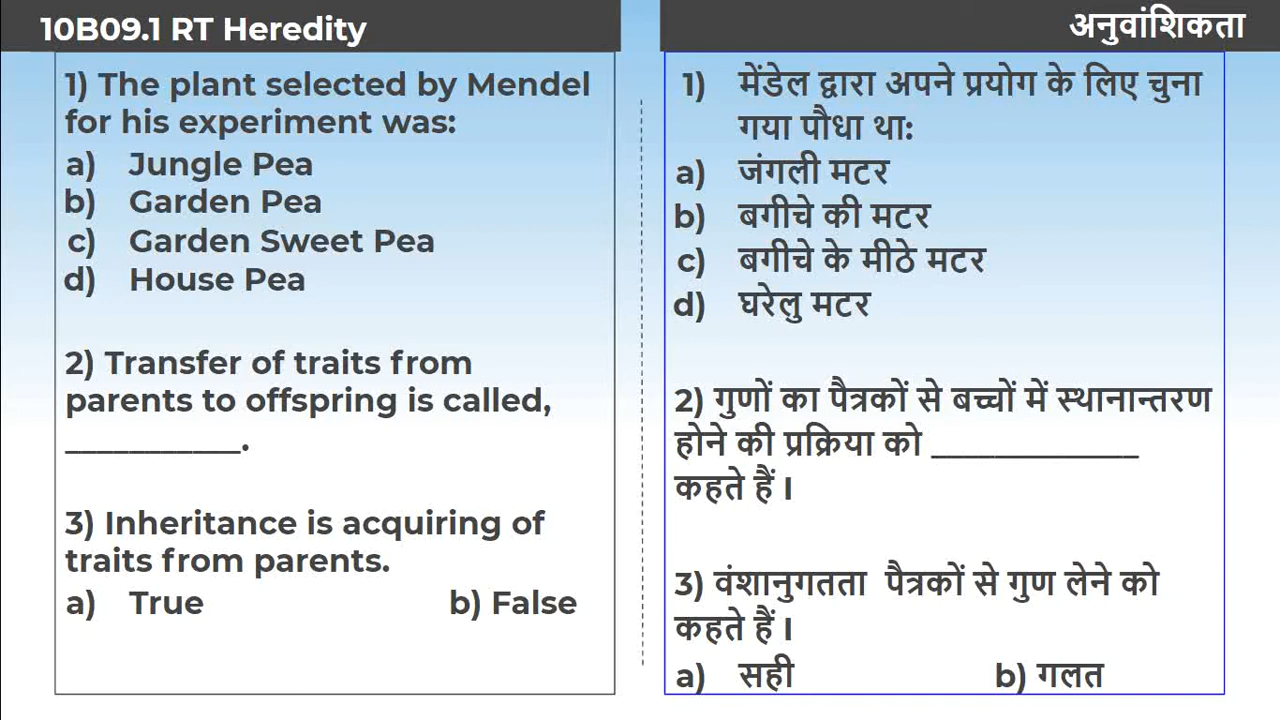 10B09.1 RT Heredity
1) The plant selected by Mendel
for his experiment was:
a) Jungle Pea
b) Garden Pea
c) Garden Sweet Pea
d) House Pea
2) Transfer of traits from
parents to offspring is called,
___________.
3) Inheritance is acquiring of
traits from parents.
a) True b) False
अनुवांशिकता
1) मेंडेल द्वारा अपने प्रयोग के लिए चुना
गया पौधा था:
a) जंगली मटर
b) बगीचे की मटर
c) बगीचे के मीठे मटर
d) घरेलु मटर
2) गुणों का पैत्रकों से बच्चों में स्थानान्तरण
होने की प्रक्रिया को _____________
कहते हैं।
3) वंशानुगतता पैत्रकों से गुण लेने को
कहते हैं।
a) सही b) गलत